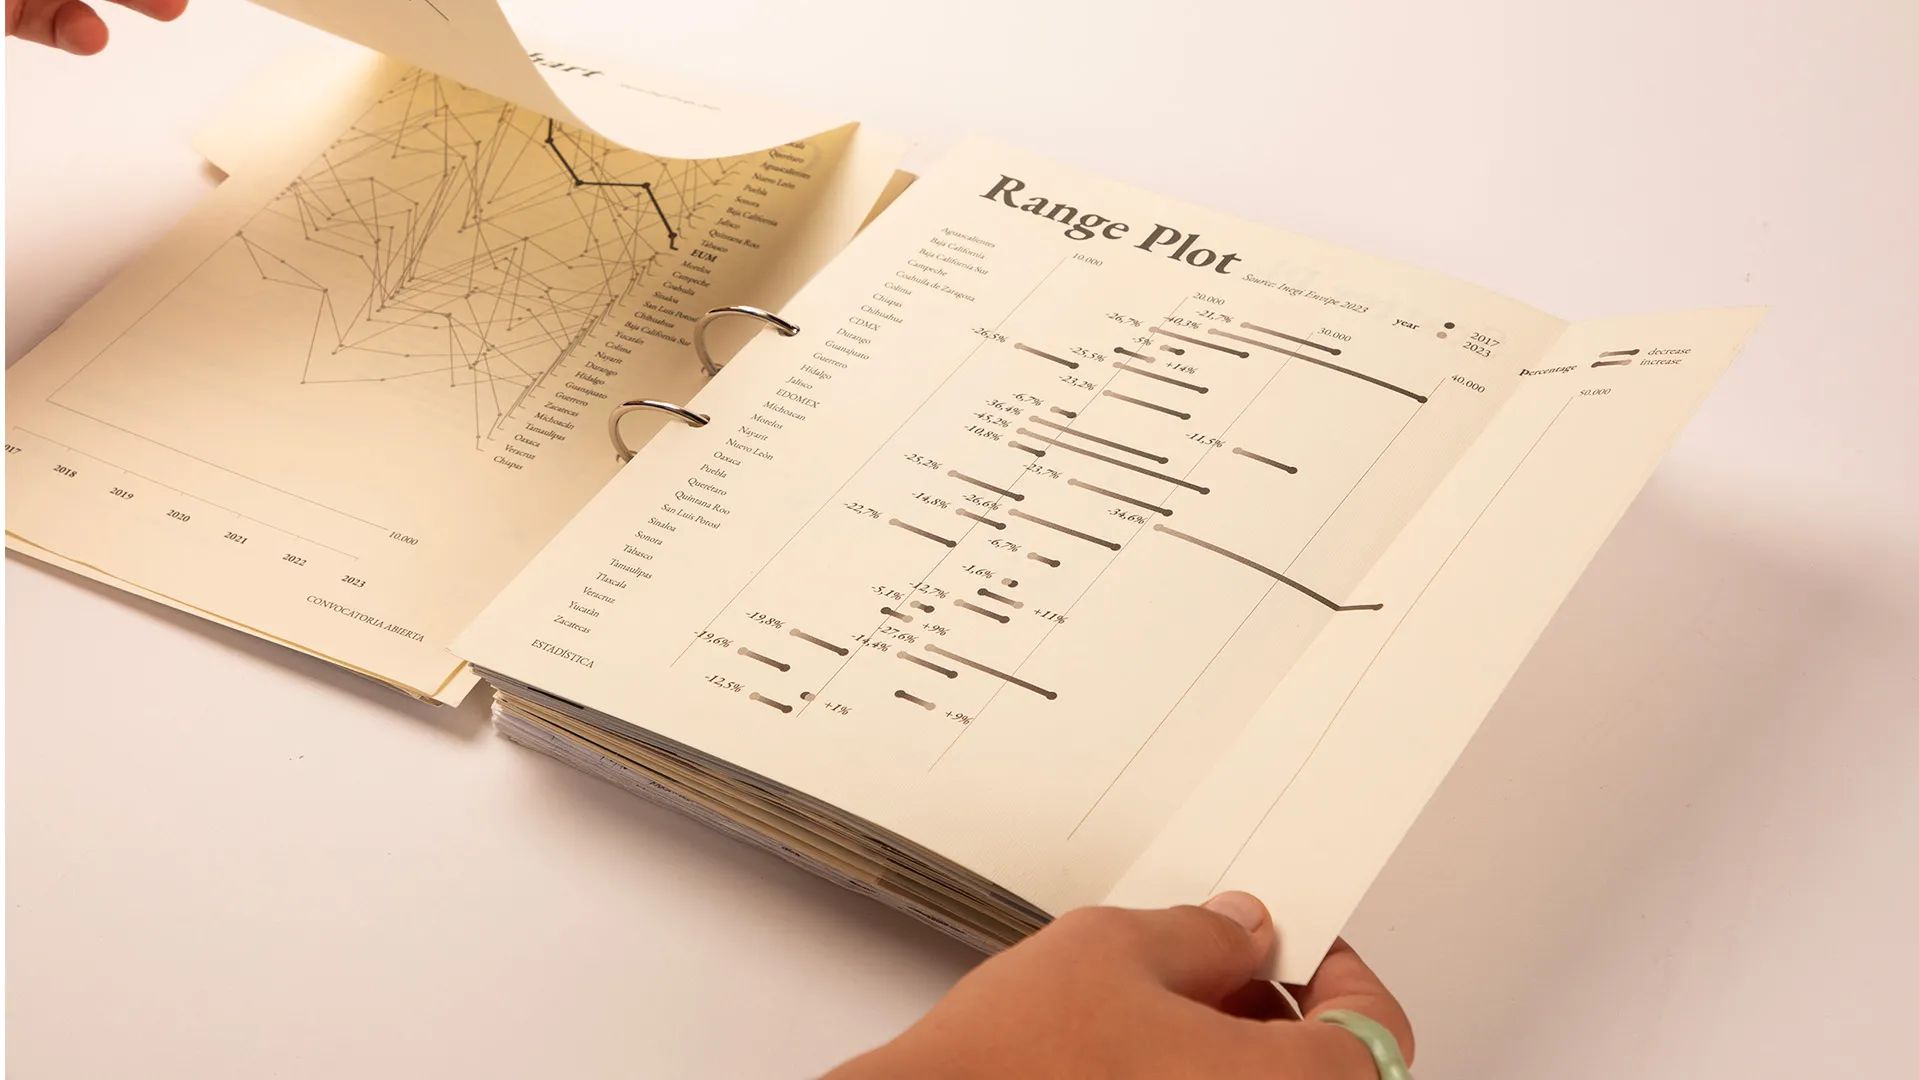 Querétaro
Aguascalientes
Nuevo León
Puebla
Sonora
Baja California
Jalisco
Quintana Roo
Tabasco
EUM
Morelos
Campeche
Coahuila
Sinaloa
San Luis Potosí
Chihuahua
Baja California Sur
Yucatán
Colima
Nayarit
Durango
Hidalgo
Guanajuato
Guerrero
Zacatecas
Michoacán
Tamaulipas
Oaxaca
Veracruz
Chiapas
10.000
2018
2019
2020
2021
2022
2023
CONVOCATORIA ABIERTA
Range Plot
Source: Inegi Envipe 2023
year
2017
2023
Percentage
decrease
increase
10.000
20.000
30.000
40.000
50.000
Aguascalientes
Baja California
Baja California Sur
Campeche
Coahuila de Zaragoza
Colima
Chiapas
Chihuahua
CDMX
Durango
Guanajuato
Guerrero
Hidalgo
Jalisco
EDOMEX
Michoacan
Morelos
Nayarit
Nuevo León
Oaxaca
Puebla
Querétaro
Quintana Roo
San Luis Potosí
Sinaloa
Sonora
Tabasco
Tamaulipas
Tlaxcala
Veracruz
Yucatàn
Zacatecas
ESTADÍSTICA
-21,7%
-40,3%
-26,7%
-5%
-26,5%
+14%
-25,5%
-23,2%
-6,7%
-36,4%
-45,2%
-10,8%
-11,5%
-23,7%
-25,2%
-26,6%
-14,8%
-34,6%
-22,7%
-6,7%
-1,6%
+11%
-12,7%
-5,1%
+9%
-27,6%
-19,8%
-14,4%
-19,6%
+9%
-12,5%
+1%